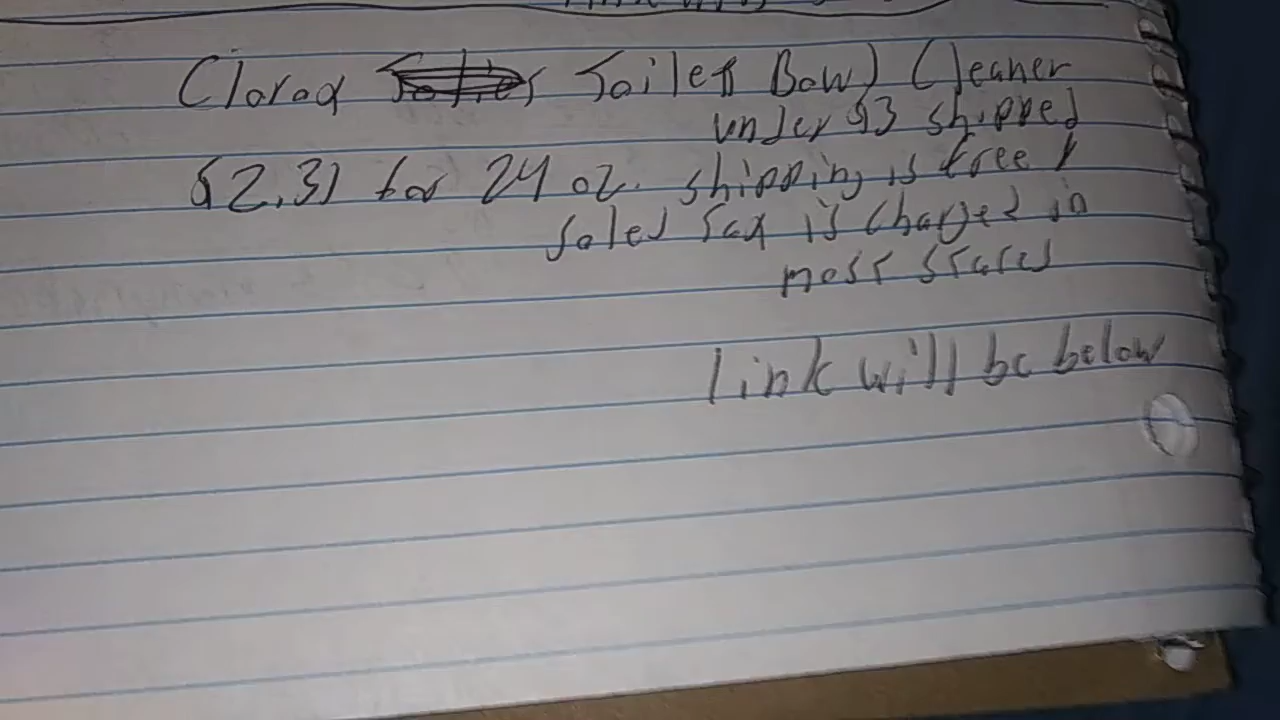 Clorox Toilet Bowl Cleaner
under $3 shipped
$2.31 for 24 oz. shipping is free &
sales tax is charged in
most states
link will be below